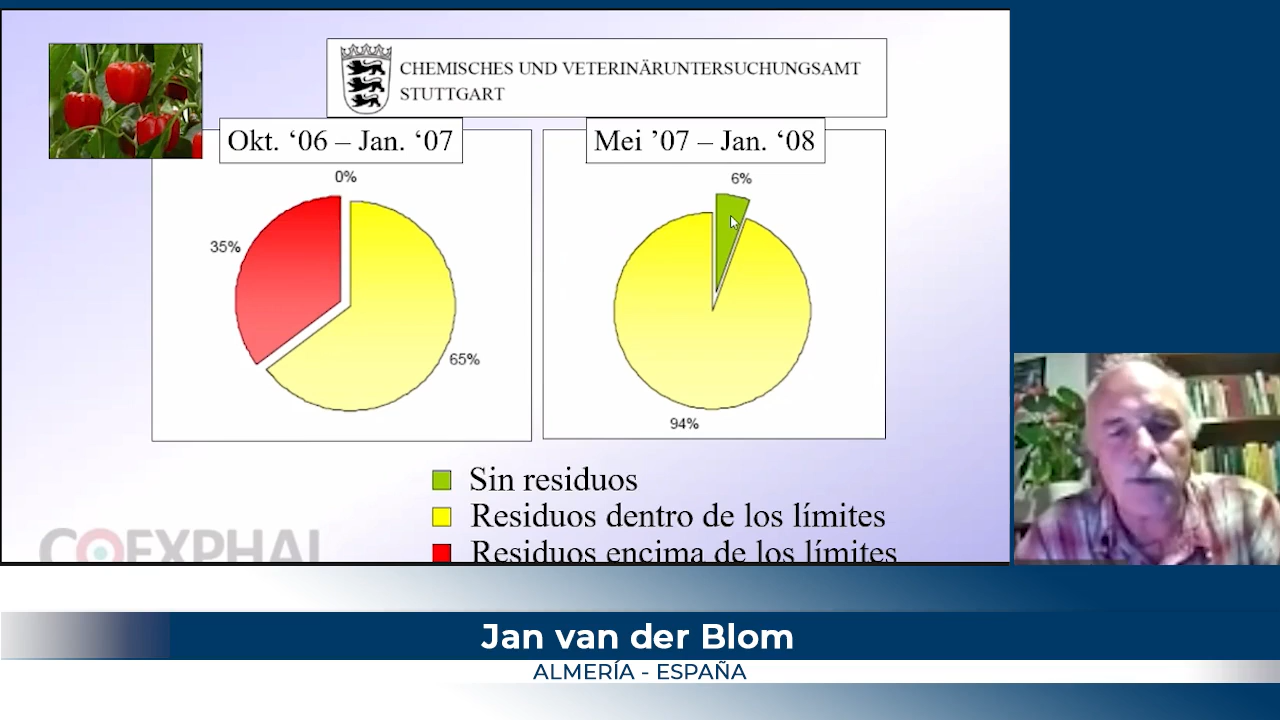 CHEMISCHES UND VETERINÄRUNTERSUCHUNGSAMT
STUTTGART
Okt. ‘06 – Jan. ‘07
Mei ’07 – Jan. ‘08
0%
35%
65%
6%
94%
Sin residuos
Residuos dentro de los límites
Residuos encima de los límites
COEXPHAL
Jan van der Blom
ALMERÍA - ESPAÑA